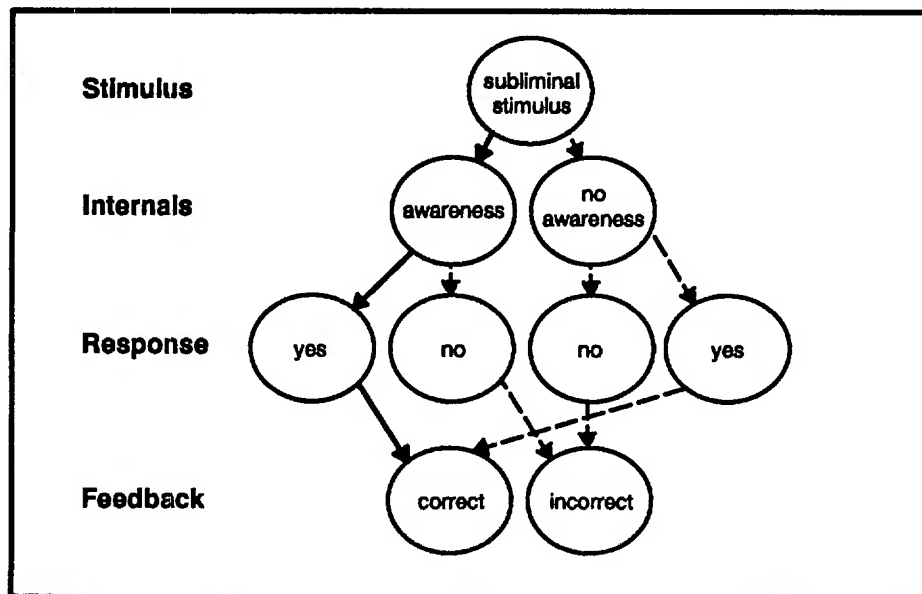 Stimulus
subliminal
stimulus
Internals
awareness
no
awareness
Response
yes
no
no
yes
Feedback
correct
incorrect